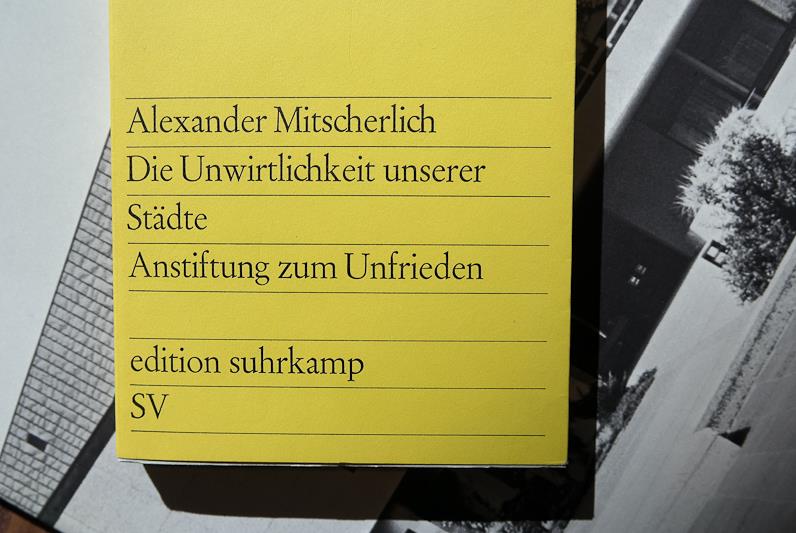 Alexander Mitscherlich
Die Unwirtlichkeit unserer
Städte
Anstiftung zum Unfrieden
edition suhrkamp
SV